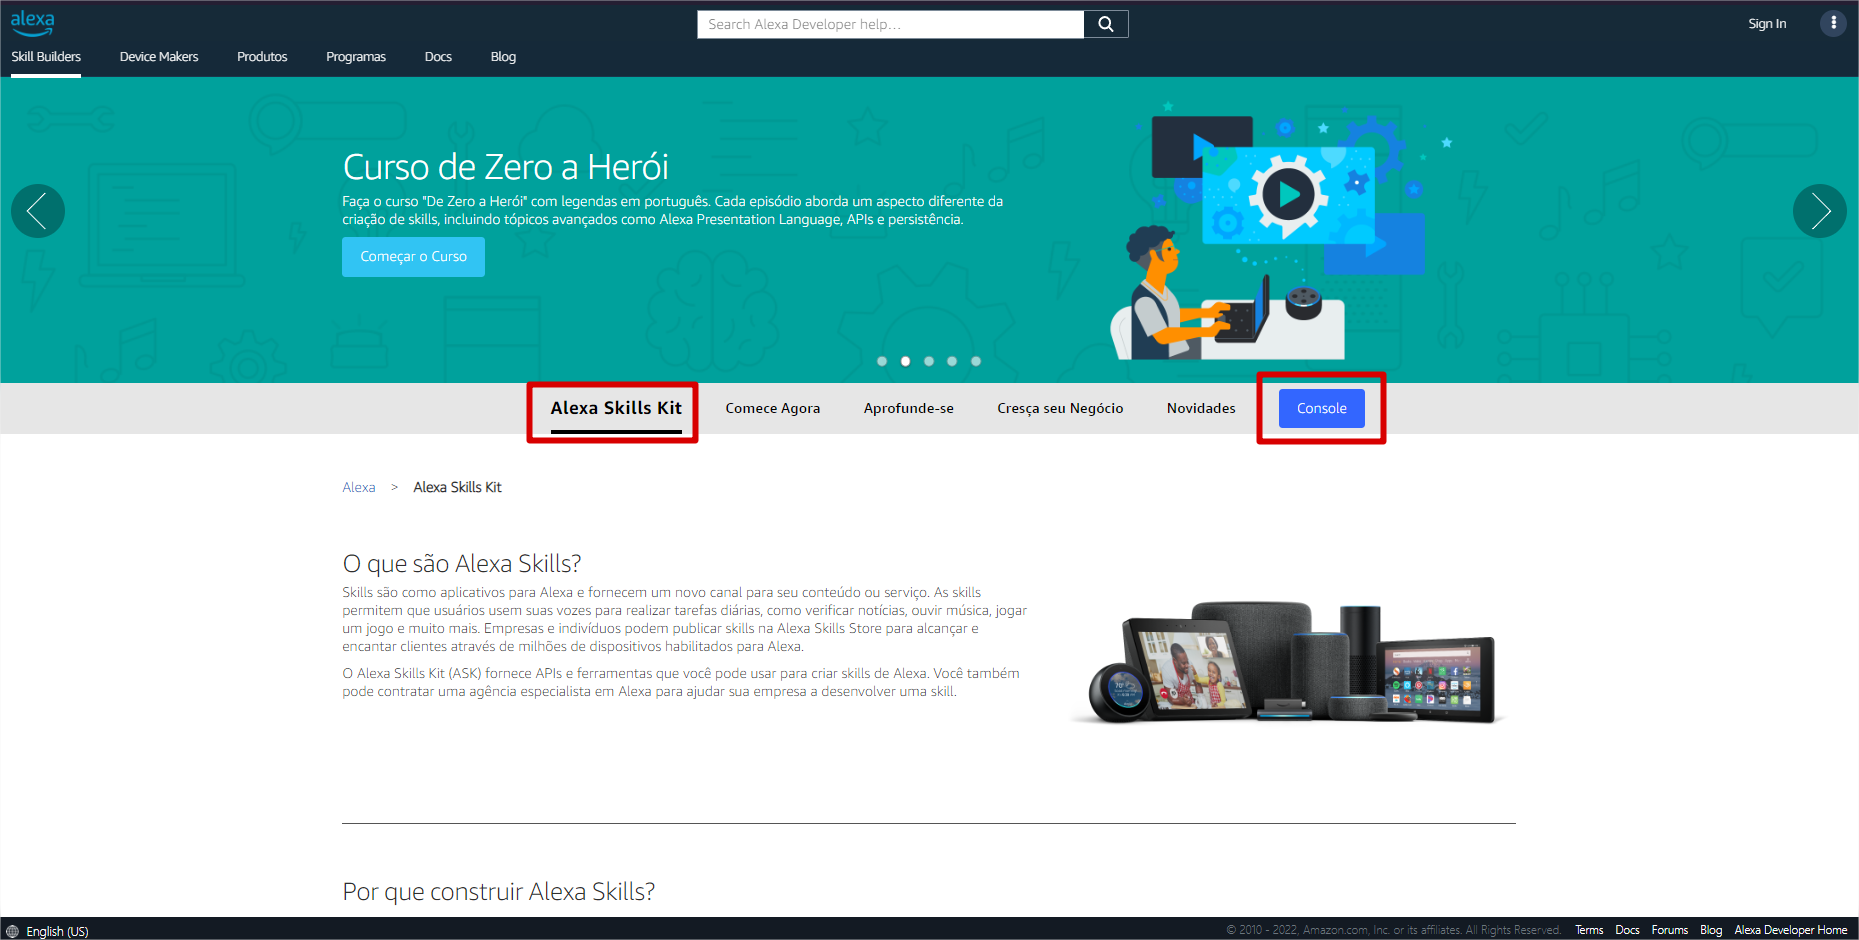 alexa
Search Alexa Developer help...
Sign In
Skill Builders
Device Makers
Produtos
Programas
Docs
Blog
Curso de Zero a Herói
Faça o curso "De Zero a Herói" com legendas em português. Cada episódio aborda um aspecto diferente da
criação de skills, incluindo tópicos avançados como Alexa Presentation Language, APIs e persistência.
Começar o Curso
Alexa Skills Kit
Comece Agora
Aprofunde-se
Cresça seu Negócio
Novidades
Console
Alexa > Alexa Skills Kit
O que são Alexa Skills?
Skills são como aplicativos para Alexa e fornecem um novo canal para seu conteúdo ou serviço. As skills
permitem que usuários usem suas vozes para realizar tarefas diárias, como verificar notícias, ouvir música, jogar
um jogo e muito mais. Empresas e indivíduos podem publicar skills na Alexa Skills Store para alcançar e
encantar clientes através de milhões de dispositivos habilitados para Alexa.
O Alexa Skills Kit (ASK) fornece APIs e ferramentas que você pode usar para criar skills de Alexa. Você também
pode contratar uma agência especialista em Alexa para ajudar sua empresa a desenvolver uma skill.
Por que construir Alexa Skills?
English (US)
© 2010 - 2022, Amazon.com, Inc. or its affiliates. All Rights Reserved.
Terms
Docs
Forums
Blog
Alexa Developer Home